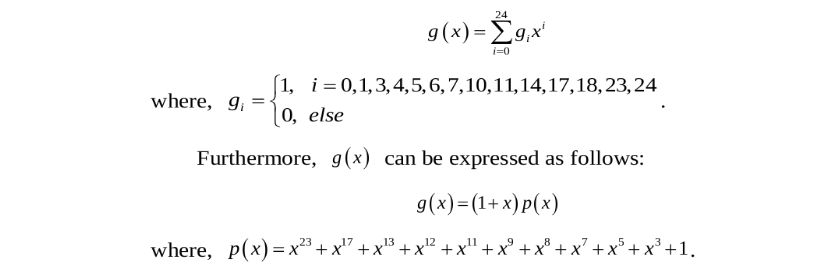 g(x)=∑_{i=0}^{24} g_i x^i
where, g_i = {1, i = 0,1,3,4,5,6,7,10,11,14,17,18,23,24
0, else .
Furthermore, g(x) can be expressed as follows:
g(x)=(1+x)p(x)
where, p(x)=x^{23}+x^{17}+x^{13}+x^{12}+x^{11}+x^9+x^8+x^7+x^5+x^3+1.